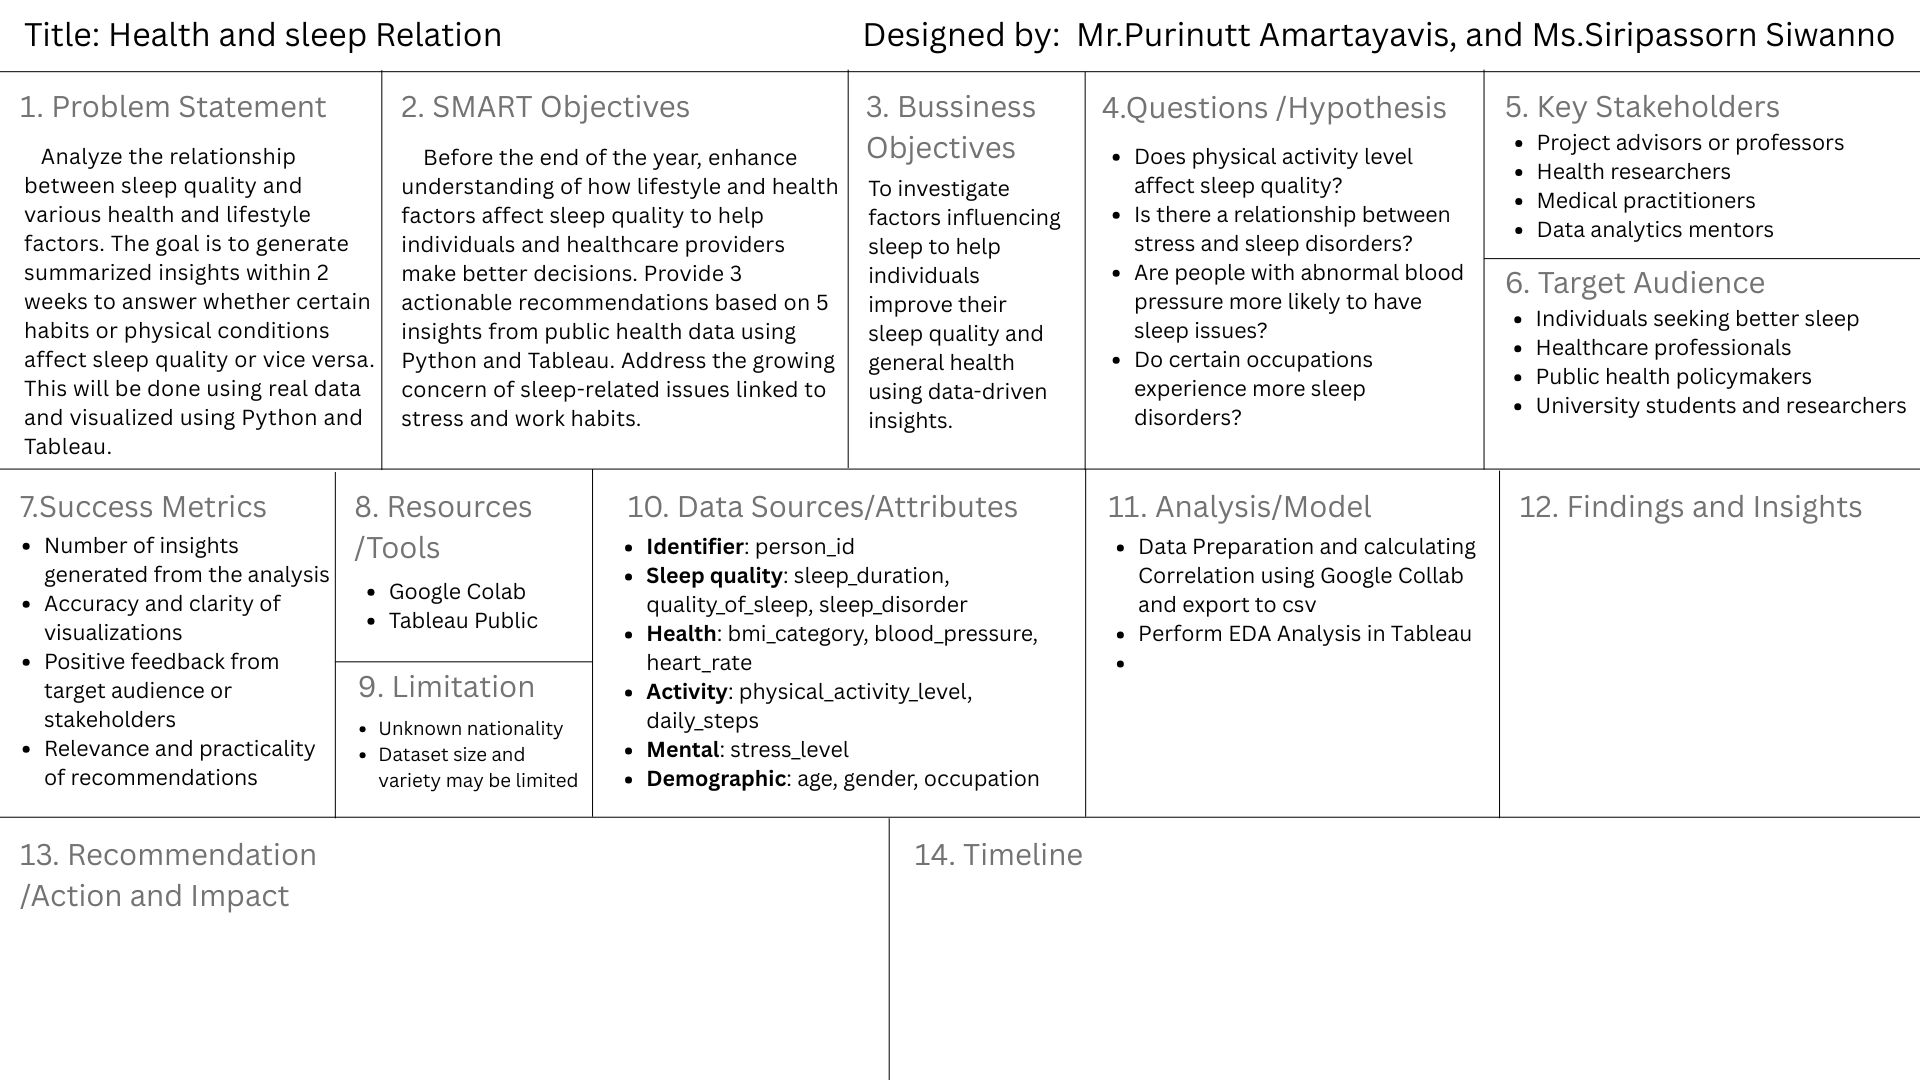 Title: Health and sleep Relation
Designed by:  Mr.Purinutt Amartayavis, and Ms.Siripassorn Siwanno
1. Problem Statement
Analyze the relationship
between sleep quality and
various health and lifestyle
factors. The goal is to generate
summarized insights within 2
weeks to answer whether certain
habits or physical conditions
affect sleep quality or vice versa.
This will be done using real data
and visualized using Python and
Tableau.
2. SMART Objectives
Before the end of the year, enhance
understanding of how lifestyle and health
factors affect sleep quality to help
individuals and healthcare providers
make better decisions. Provide 3
actionable recommendations based on 5
insights from public health data using
Python and Tableau. Address the growing
concern of sleep-related issues linked to
stress and work habits.
3. Bussiness
Objectives
To investigate
factors influencing
sleep to help
individuals
improve their
sleep quality and
general health
using data-driven
insights.
4.Questions /Hypothesis
• Does physical activity level
affect sleep quality?
• Is there a relationship between
stress and sleep disorders?
• Are people with abnormal blood
pressure more likely to have
sleep issues?
• Do certain occupations
experience more sleep
disorders?
5. Key Stakeholders
• Project advisors or professors
• Health researchers
• Medical practitioners
• Data analytics mentors
6. Target Audience
• Individuals seeking better sleep
• Healthcare professionals
• Public health policymakers
• University students and researchers
7.Success Metrics
• Number of insights
generated from the analysis
• Accuracy and clarity of
visualizations
• Positive feedback from
target audience or
stakeholders
• Relevance and practicality
of recommendations
8. Resources
/Tools
• Google Colab
• Tableau Public
9. Limitation
• Unknown nationality
• Dataset size and
variety may be limited
10. Data Sources/Attributes
• Identifier: person_id
• Sleep quality: sleep_duration,
quality_of_sleep, sleep_disorder
• Health: bmi_category, blood_pressure,
heart_rate
• Activity: physical_activity_level,
daily_steps
• Mental: stress_level
• Demographic: age, gender, occupation
11. Analysis/Model
• Data Preparation and calculating
Correlation using Google Collab
and export to csv
• Perform EDA Analysis in Tableau
•
12. Findings and Insights
13. Recommendation
/Action and Impact
14. Timeline